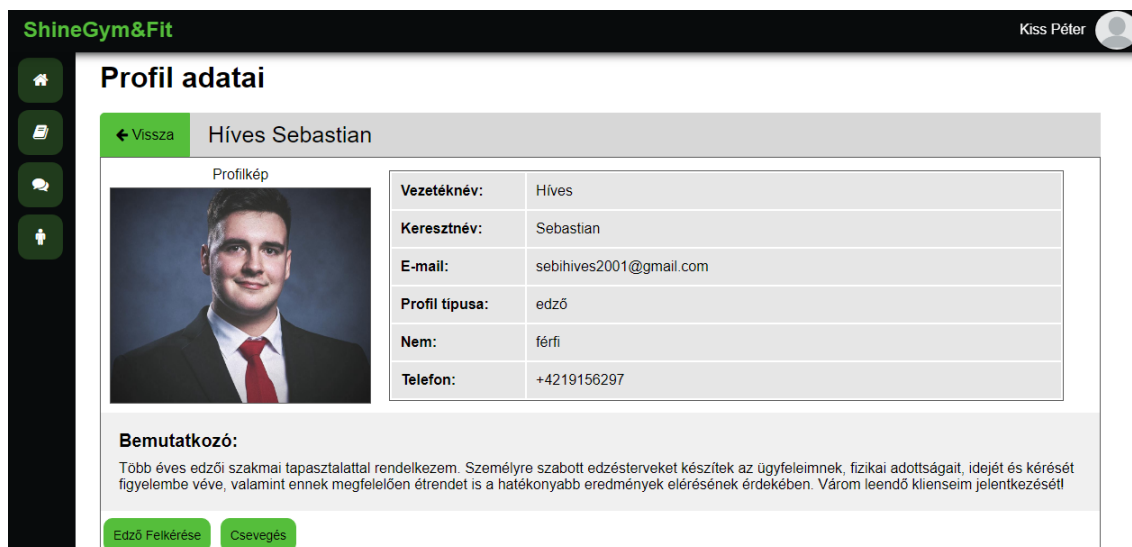 ShineGym&Fit
Kiss Péter
Profil adatai
Vissza
Híves Sebastian
Profilkép
Vezetéknév: Híves
Keresztnév: Sebastian
E-mail: sebihives2001@gmail.com
Profil típusa: edző
Nem: férfi
Telefon: +4219156297
Bemutatkozó:
Több éves edzői szakmai tapasztalattal rendelkezem. Személyre szabott edzésterveket készítek az ügyfeleimnek, fizikai adottságait, idejét és kérését
figyelembe véve, valamint ennek megfelelően étrendet is a hatékonyabb eredmények elérésének érdekében. Várom leendő klienseim jelentkezését!
Edző Felkérése
Csevegés